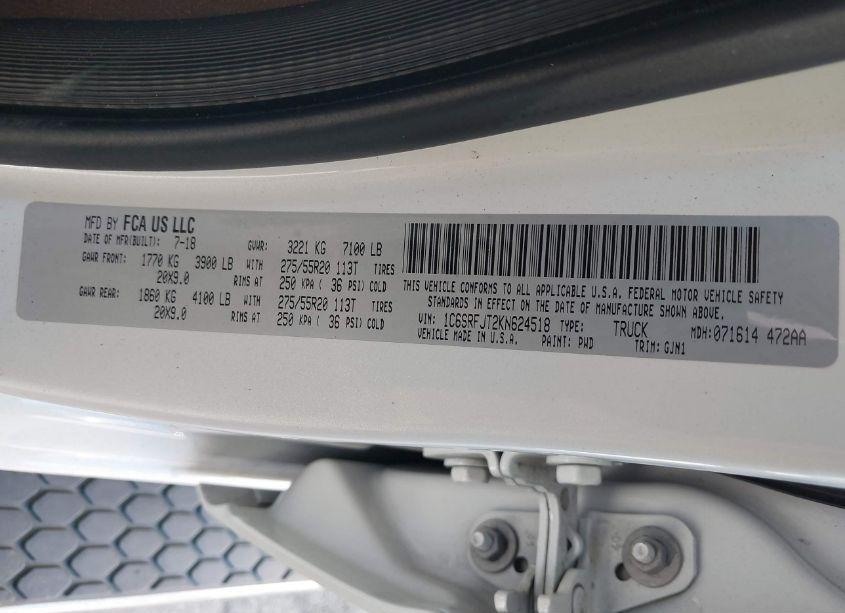 MFD BY FCA US LLC
DATE OF MFR(BUILT): 7-18 GVWR: 3221 KG 7100 LB
GAWR FRONT: 1770 KG 3900 LB WITH 275/55R20 113T TIRES
20X9.0 RIMS AT 250 KPA ( 36 PSI) COLD
GAWR REAR: 1860 KG 4100 LB WITH 275/55R20 113T TIRES
20X9.0 RIMS AT 250 KPA ( 36 PSI) COLD
THIS VEHICLE CONFORMS TO ALL APPLICABLE U.S.A. FEDERAL MOTOR VEHICLE SAFETY
STANDARDS IN EFFECT ON THE DATE OF MANUFACTURE SHOWN ABOVE.
VIN: 1C6SRFJT2KN624518 TYPE: TRUCK MDH:071614 472AA
VEHICLE MADE IN U.S.A. PAINT: PWD TRIM: GJN1